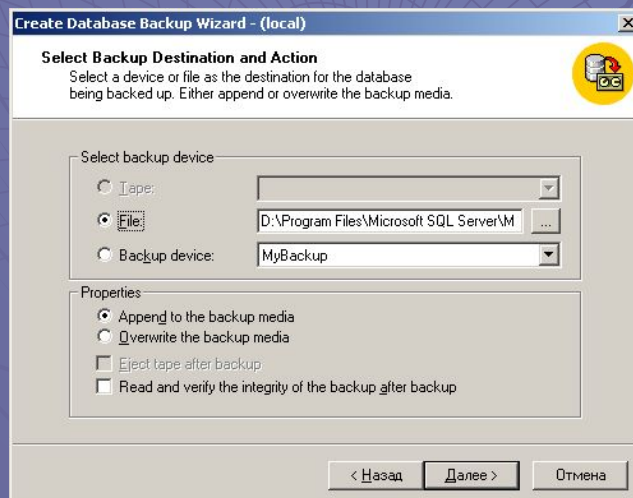 Create Database Backup Wizard - (local)
Select Backup Destination and Action
Select a device or file as the destination for the database
being backed up. Either append or overwrite the backup media.
Select backup device
Tape:
File: D:\Program Files\Microsoft SQL Server\M ...
Backup device: MyBackup
Properties
Append to the backup media
Overwrite the backup media
Eject tape after backup
Read and verify the integrity of the backup after backup
< Назад Далее > Отмена